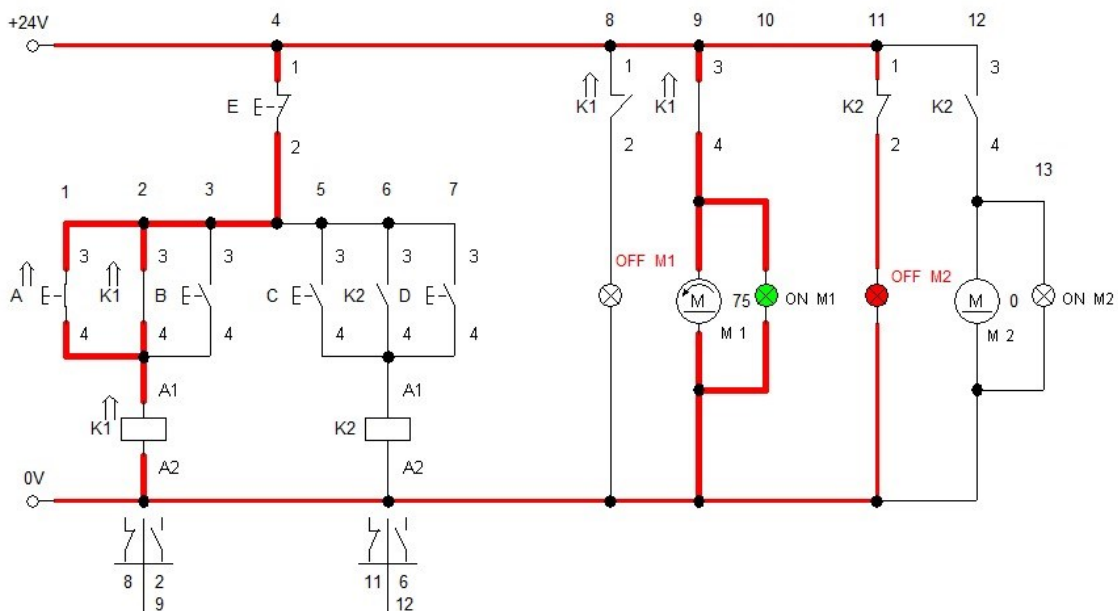 4 8 9 10 11 12
+24V
1 1 3 1 3
E K1 K1 K2 K2
2 2 4 2 4
13
1 2 3 5 6 7
3 3 3 3 3 3
OFF M1 OFF M2
A K1 B C K2 D M 75 ON M1 M 0 ON M2
4 4 4 4 4 4
M 1 M 2
A1 A1
K1 K2
A2 A2
0V
8 2 11 6
9 12